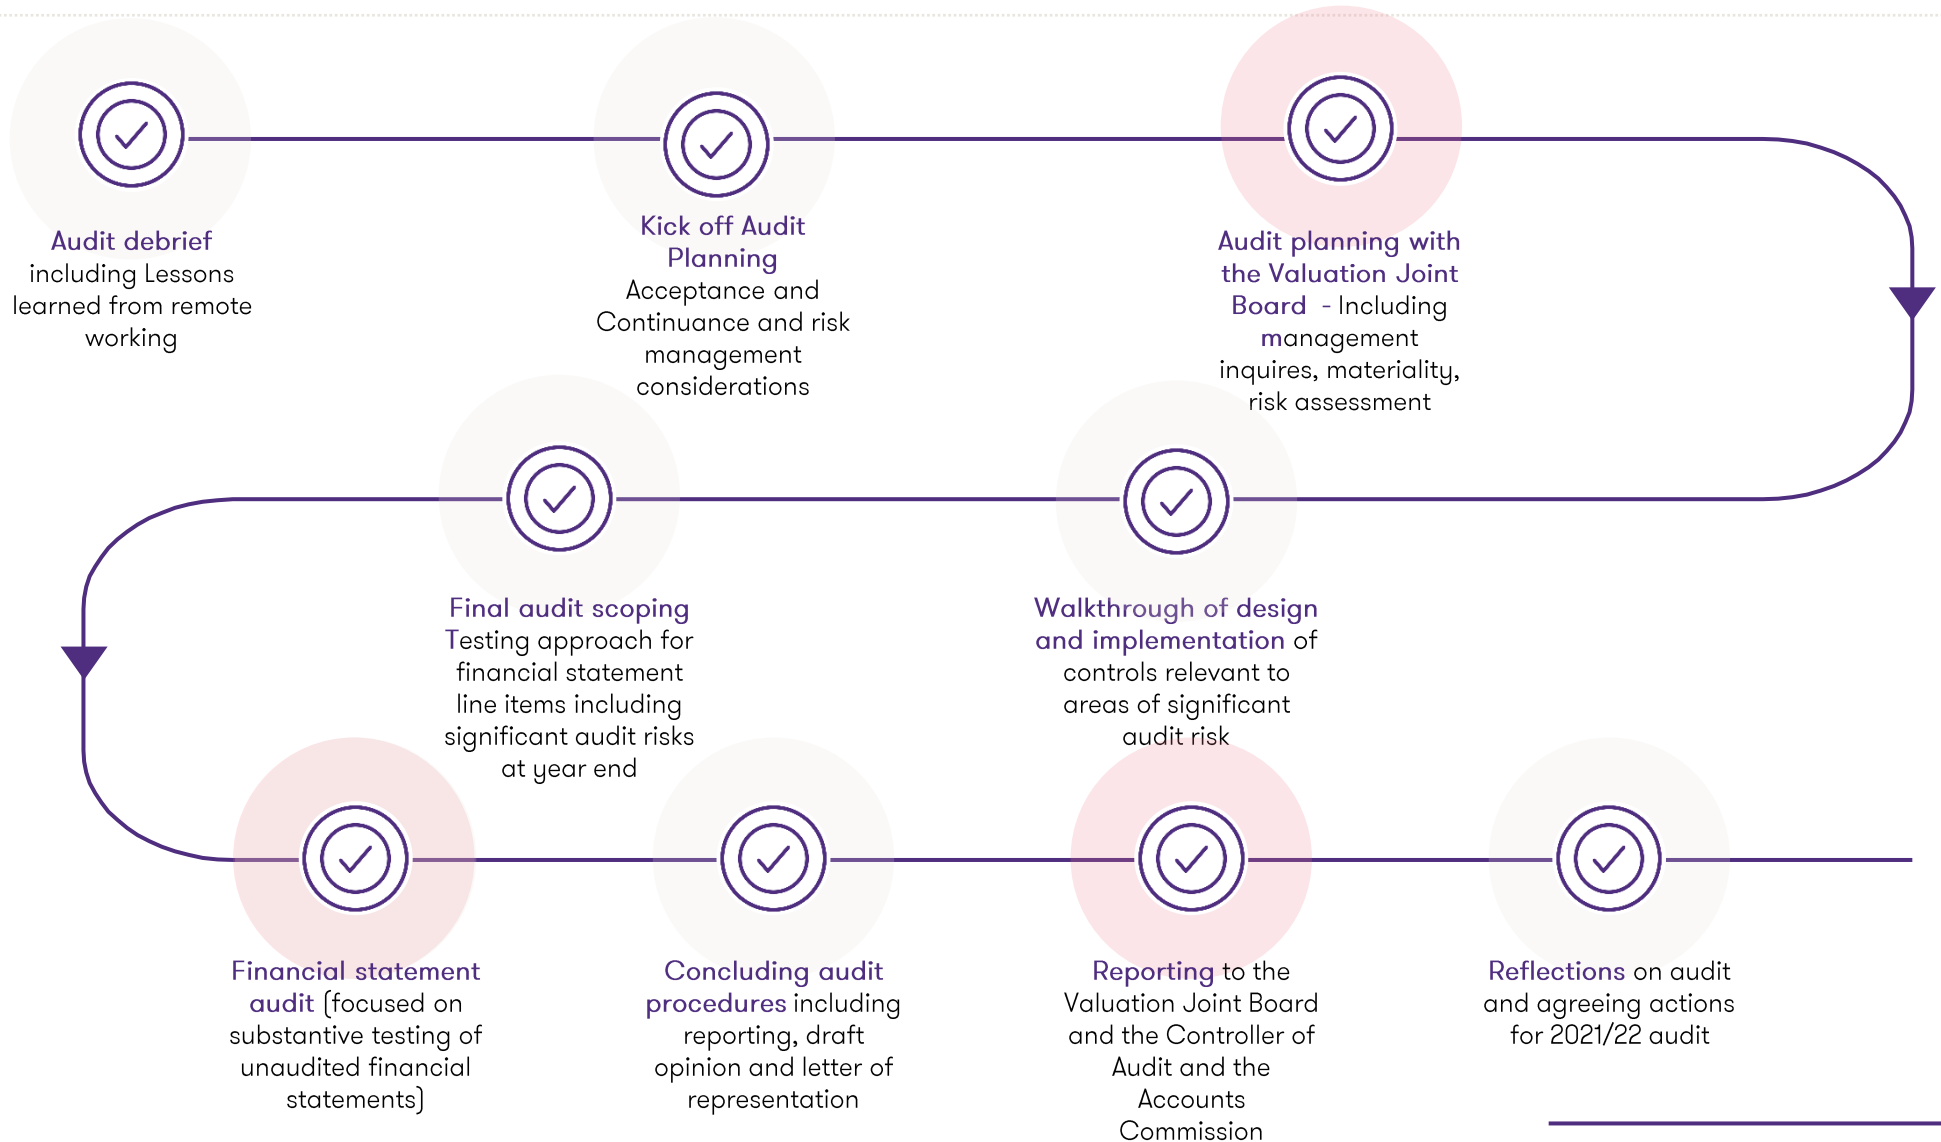 Audit debrief
including Lessons
learned from remote
working
Kick off Audit
Planning
Acceptance and
Continuance and risk
management
considerations
Audit planning with
the Valuation Joint
Board - Including
management
inquires, materiality,
risk assessment
Walkthrough of design
and implementation of
controls relevant to
areas of significant
audit risk
Final audit scoping
Testing approach for
financial statement
line items including
significant audit risks
at year end
Financial statement
audit (focused on
substantive testing of
unaudited financial
statements)
Concluding audit
procedures including
reporting, draft
opinion and letter of
representation
Reporting to the
Valuation Joint Board
and the Controller of
Audit and the
Accounts
Commission
Reflections on audit
and agreeing actions
for 2021/22 audit